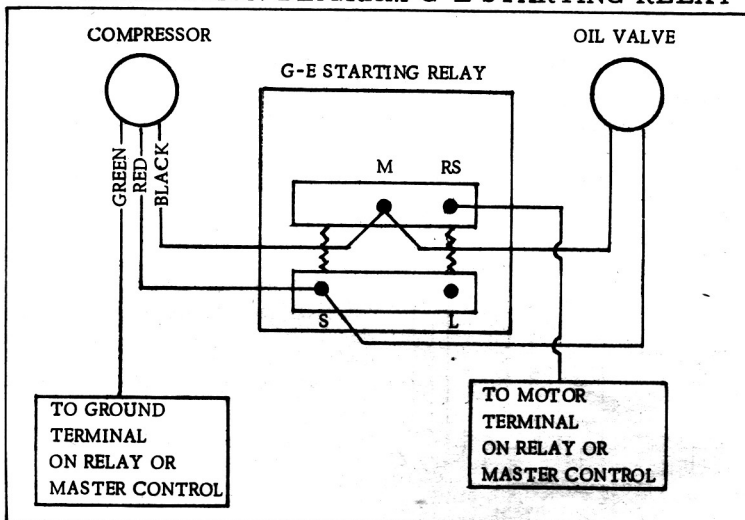 G-E STARTING RELAY
COMPRESSOR
OIL VALVE
G-E STARTING RELAY
M RS
GREEN
RED
BLACK
S L
TO GROUND
TERMINAL
ON RELAY OR
MASTER CONTROL
TO MOTOR
TERMINAL
ON RELAY OR
MASTER CONTROL